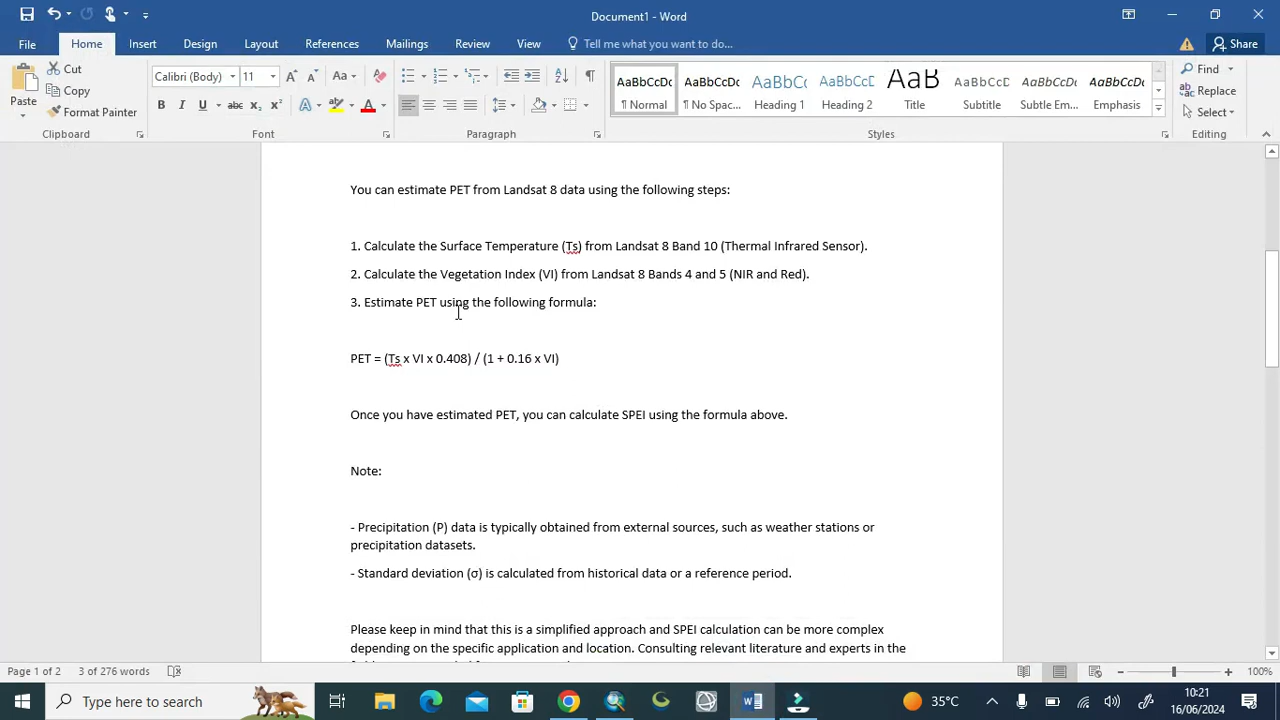 Document1 - Word
File Home Insert Design Layout References Mailings Review View Tell me what you want to do... Share
Paste
Cut
Copy
Format Painter
Clipboard
Calibri (Body) 11
Font
Paragraph
AaBbCcDc AaBbCcDc AaBbCc AaBbCcD AaB AaBbCcD AaBbCcDc AaBbCcDc
¶ Normal ¶ No Spac... Heading 1 Heading 2 Title Subtitle Subtle Em... Emphasis
Styles
Find
Replace
Select
Editing
You can estimate PET from Landsat 8 data using the following steps:
1. Calculate the Surface Temperature (Ts) from Landsat 8 Band 10 (Thermal Infrared Sensor).
2. Calculate the Vegetation Index (VI) from Landsat 8 Bands 4 and 5 (NIR and Red).
3. Estimate PET using the following formula:
PET = (Ts x VI x 0.408) / (1 + 0.16 x VI)
Once you have estimated PET, you can calculate SPEI using the formula above.
Note:
- Precipitation (P) data is typically obtained from external sources, such as weather stations or
precipitation datasets.
- Standard deviation (σ) is calculated from historical data or a reference period.
Please keep in mind that this is a simplified approach and SPEI calculation can be more complex
depending on the specific application and location. Consulting relevant literature and experts in the
Page 1 of 2 3 of 276 words 100%
Type here to search
35°C
10:21
16/06/2024